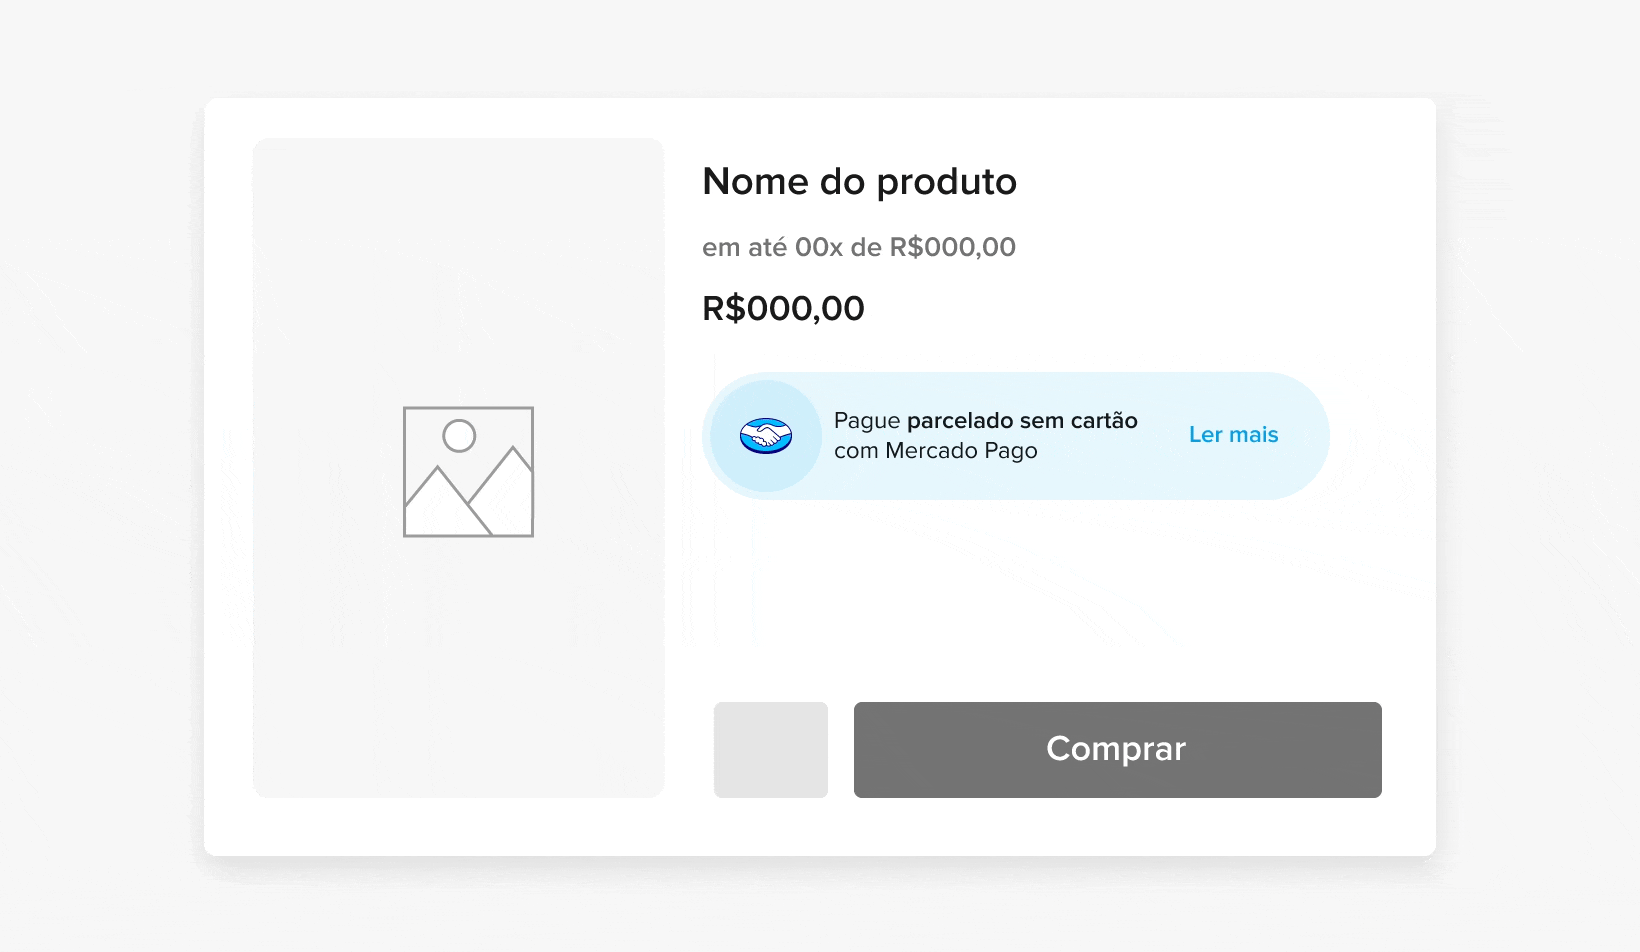 Nome do produto
em até 00x de R$000,00
R$000,00
Pague parcelado sem cartão
com Mercado Pago
Ler mais
Comprar